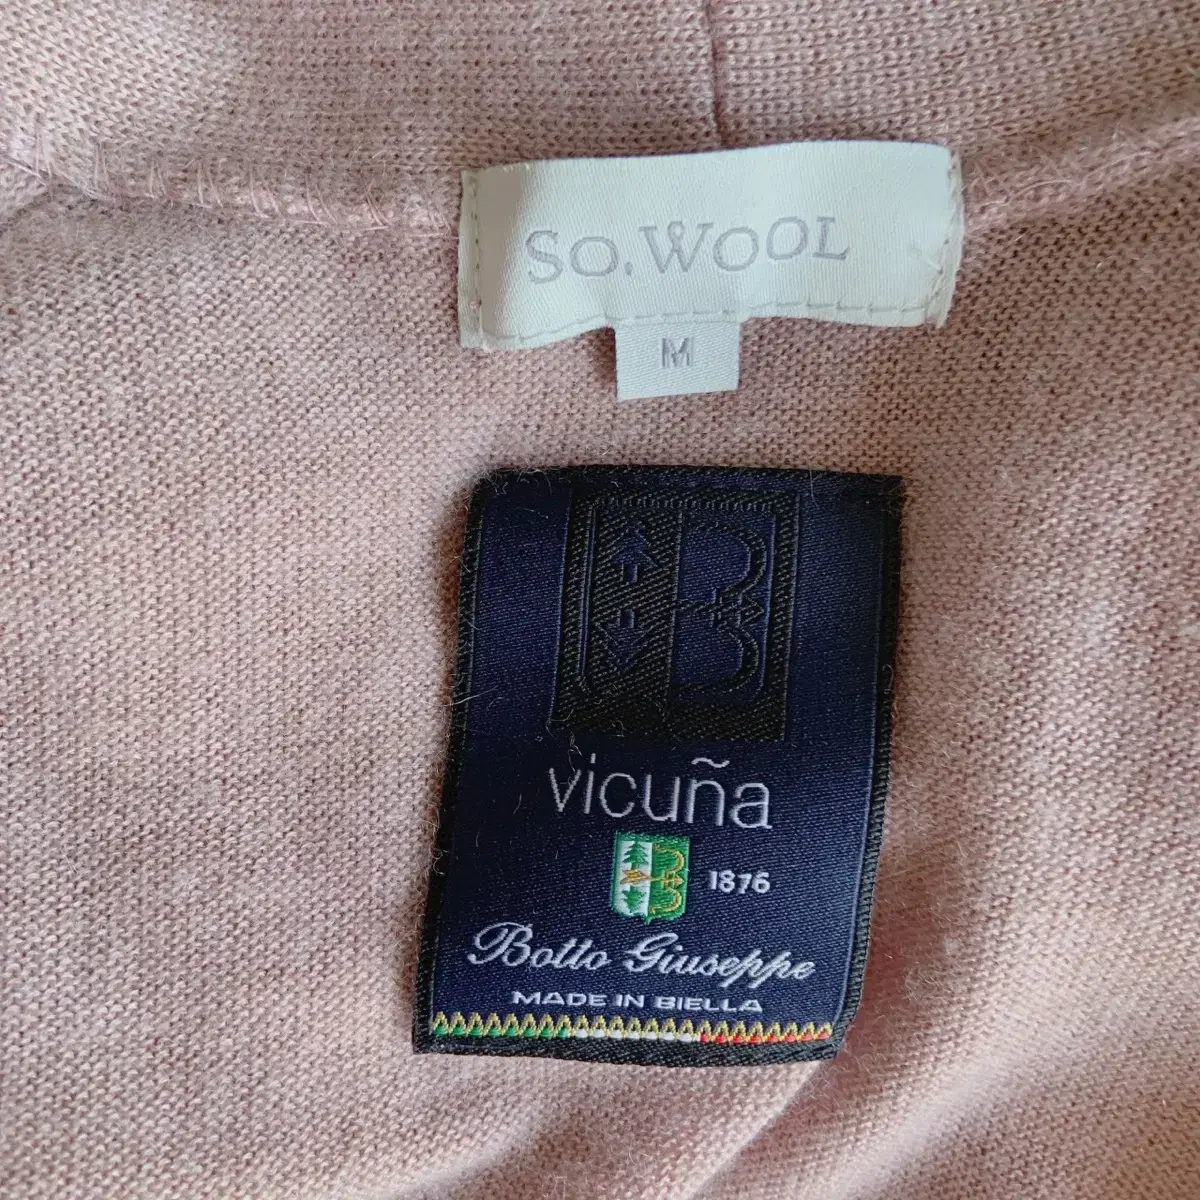 SO.WOOL
M
vicuña
1876
Botto Giuseppe
MADE IN BIELLA